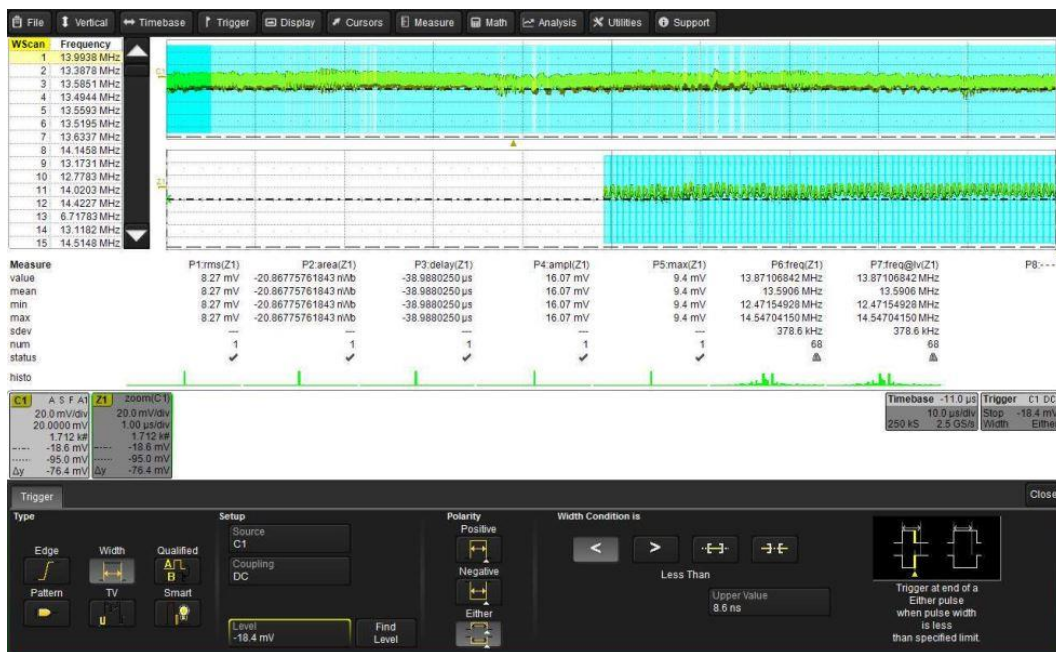 File Vertical Timebase Trigger Display Cursors Measure Math Analysis Utilities Support
WScan Frequency
1 13.9938 MHz
2 13.3878 MHz
3 13.5851 MHz
4 13.4944 MHz
5 13.5593 MHz
6 13.5195 MHz
7 13.6337 MHz
8 14.1458 MHz
9 13.1731 MHz
10 12.7783 MHz
11 14.0203 MHz
12 14.4227 MHz
13 6.71783 MHz
14 13.1182 MHz
15 14.5148 MHz
C1
Z1
Measure P1:rms(Z1) P2:area(Z1) P3:delay(Z1) P4:ampl(Z1) P5:max(Z1) P6:freq(Z1) P7:freq@lv(Z1) P8:---
value 8.27 mV -20.86775761843 nWb -38.9880250 µs 16.07 mV 9.4 mV 13.87106842 MHz 13.87106842 MHz
mean 8.27 mV -20.86775761843 nWb -38.9880250 µs 16.07 mV 9.4 mV 13.5906 MHz 13.5906 MHz
min 8.27 mV -20.86775761843 nWb -38.9880250 µs 16.07 mV 9.4 mV 12.47154928 MHz 12.47154928 MHz
max 8.27 mV -20.86775761843 nWb -38.9880250 µs 16.07 mV 9.4 mV 14.54704150 MHz 14.54704150 MHz
sdev --- --- --- --- --- 378.6 kHz 378.6 kHz
num 1 1 1 1 1 68 68
status
histo
C1 A S F A1 Z1 zoom(C1) Timebase -11.0 µs Trigger C1 DC
20.0 mV/div 20.0 mV/div 10.0 µs/div Stop -18.4 mV
20.0000 mV 1.00 µs/div 250 kS 2.5 GS/s Width Either
1.712 k# 1.712 k#
-18.6 mV -18.6 mV
-95.0 mV -95.0 mV
Δy -76.4 mV Δy -76.4 mV
Trigger Close
Type Setup Polarity Width Condition is
Source Positive
C1
Edge Width Qualified < >
A B
Coupling Negative Less Than
DC
Pattern TV Smart
Upper Value
8.6 ns
Either
Level
-18.4 mV
Find
Level
Trigger at end of a
Either pulse
when pulse width
is less
than specified limit.